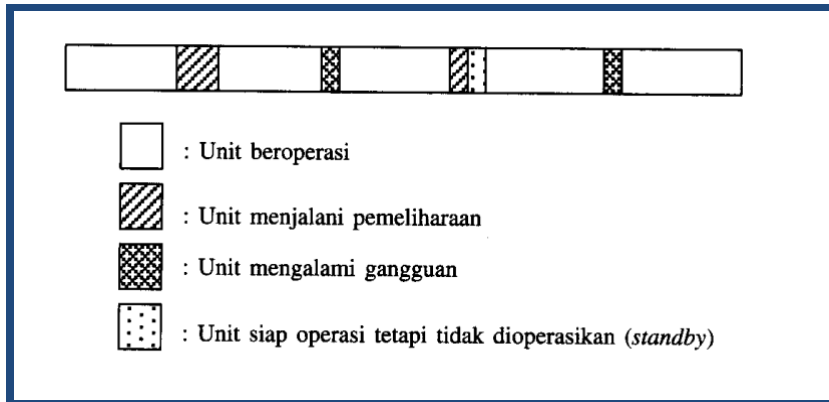 : Unit beroperasi
: Unit menjalani pemeliharaan
: Unit mengalami gangguan
: Unit siap operasi tetapi tidak dioperasikan (standby)